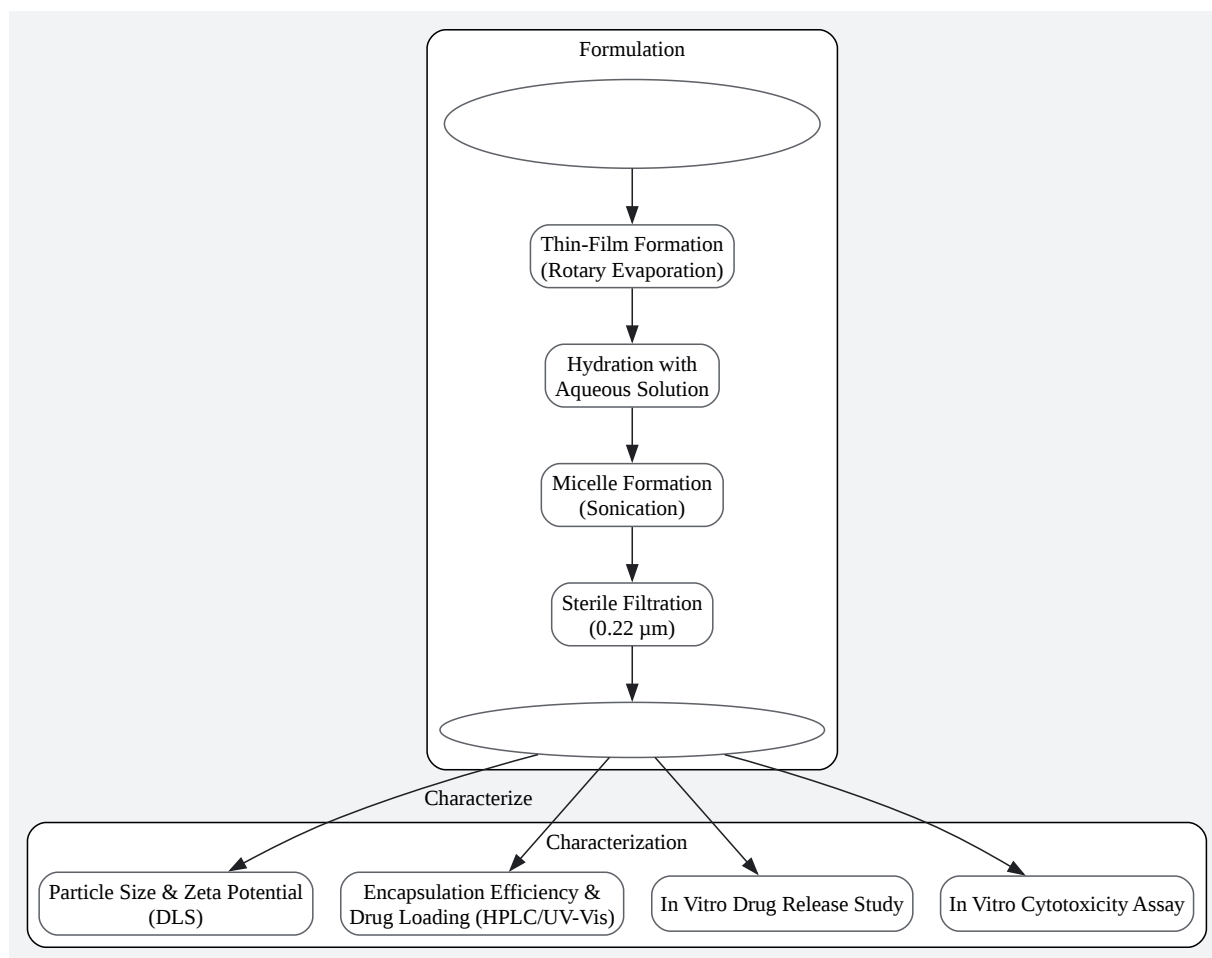 Formulation
Thin-Film Formation
(Rotary Evaporation)
Hydration with
Aqueous Solution
Micelle Formation
(Sonication)
Sterile Filtration
(0.22 µm)
Characterize
Characterization
Particle Size & Zeta Potential
(DLS)
Encapsulation Efficiency &
Drug Loading (HPLC/UV-Vis)
In Vitro Drug Release Study
In Vitro Cytotoxicity Assay